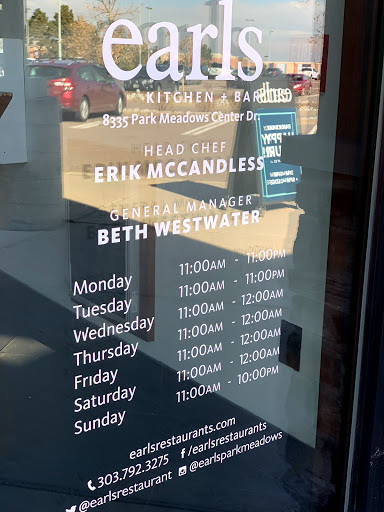 earls
KITCHEN + BAR
8335 Park Meadows Center Dr.
HEAD CHEF
ERIK MCCANDLESS
GENERAL MANAGER
BETH WESTWATER
Monday 11:00AM - 11:00PM
Tuesday 11:00AM - 11:00PM
Wednesday 11:00AM - 12:00AM
Thursday 11:00AM - 12:00AM
Friday 11:00AM - 12:00AM
Saturday 11:00AM - 12:00AM
Sunday 11:00AM - 10:00PM
earlsrestaurants.com
303.792.3275 f /earlsrestaurants
@earlsrestaurant @earlsparkmeadows